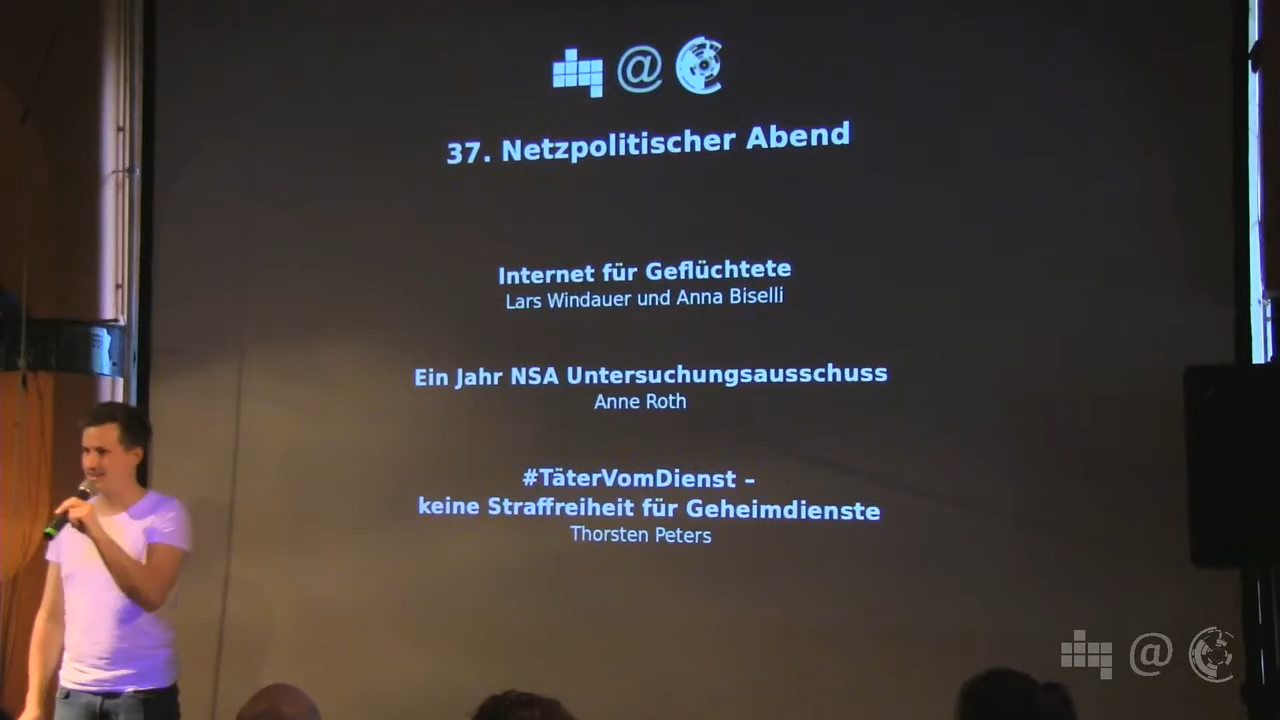 @
37. Netzpolitischer Abend
Internet für Geflüchtete
Lars Windauer und Anna Biselli
Ein Jahr NSA Untersuchungsausschuss
Anne Roth
#TäterVomDienst –
keine Straffreiheit für Geheimdienste
Thorsten Peters
@